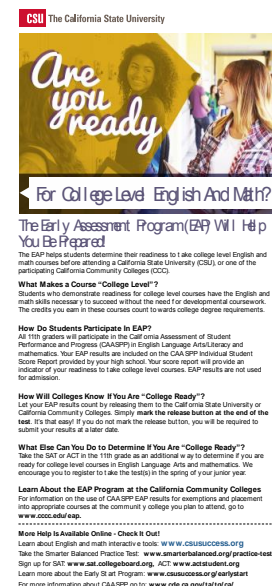 CSU The California State University
Are
you
ready
For College Level English And Math?
The Early Assessment Program (EAP) Will Help
You Be Prepared!
The EAP helps students determine their readiness to take college level English and
math courses before attending a California State University (CSU), or one of the
participating California Community Colleges (CCC).
What Makes a Course “College Level”?
Students who demonstrate readiness for college level courses have the English and
math skills necessary to succeed without the need for developmental coursework.
The credits you earn in these courses count towards college degree requirements.
How Do Students Participate In EAP?
All 11th graders will participate in the California Assessment of Student
Performance and Progress (CAASPP) in English Language Arts/Literacy and
mathematics. Your EAP results are included on the CAASPP Individual Student
Score Report provided by your high school. Your score report will provide an
indicator of your readiness to take college level courses. EAP results are not used
for admission.
How Will Colleges Know If You Are “College Ready”?
Let your EAP results count by releasing them to the California State University or
California Community Colleges. Simply mark the release button at the end of the
test. It's that easy! If you do not mark the release button, you will be required to
submit your results at a later date.
What Else Can You Do to Determine If You Are “College Ready”?
Take the SAT or ACT in the 11th grade as an additional way to determine if you are
ready for college level courses in English Language Arts and mathematics. We
encourage you to register to take the test(s) in the spring of your junior year.
Learn About the EAP Program at the California Community Colleges
For information on the use of CAASPP EAP results for exemptions and placement
into appropriate courses at the community college you plan to attend, go to
www.cccc.edu/eap.
More Help Is Available Online - Check It Out!
Learn about English and math interactive tools: www.csusuccess.org
Take the Smarter Balanced Practice Test: www.smarterbalanced.org/practice-test
Sign up for SAT: www.sat.collegeboard.org, ACT: www.actstudent.org
Learn more about the Early Start Program: www.csusuccess.org/earlystart
For more information about CAASPP go to: www.cde.ca.gov/ta/tg/ca/